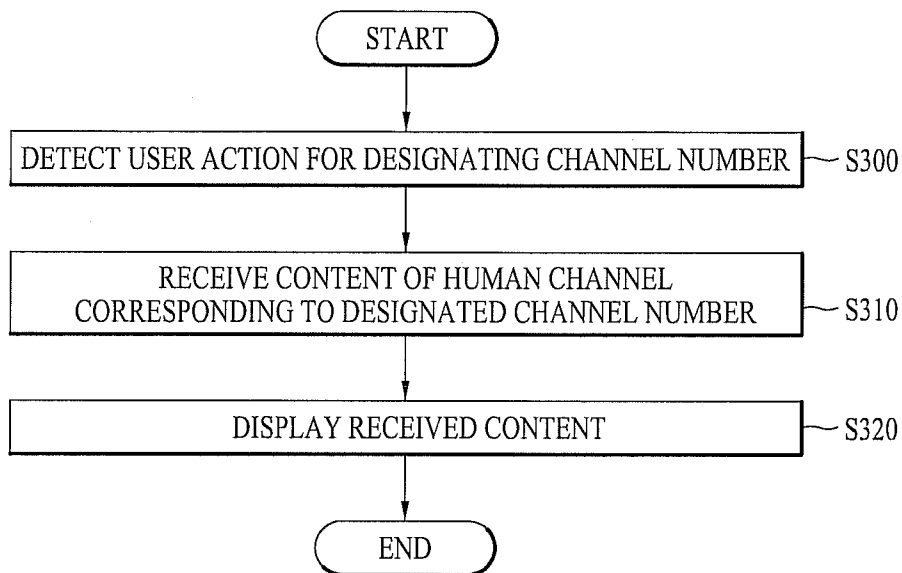 START
DETECT USER ACTION FOR DESIGNATING CHANNEL NUMBER
S300
RECEIVE CONTENT OF HUMAN CHANNEL
CORRESPONDING TO DESIGNATED CHANNEL NUMBER
S310
DISPLAY RECEIVED CONTENT
S320
END